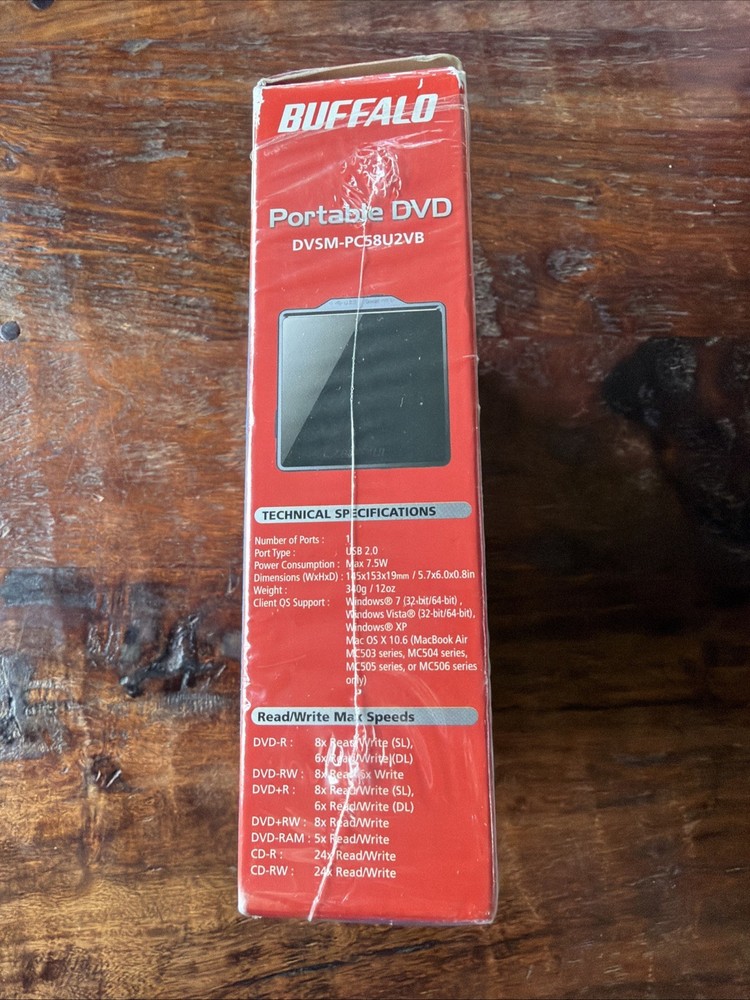 BUFFALO
Portable DVD
DVSM-PC58U2VB
TECHNICAL SPECIFICATIONS
Number of Ports : 1
Port Type : USB 2.0
Power Consumption : Max 7.5W
Dimensions (WxHxD) : 145x153x19mm / 5.7x6.0x0.8in
Weight : 340g / 12oz
Client OS Support : Windows® 7 (32-bit/64-bit) ,
Windows Vista® (32-bit/64-bit),
Windows® XP
Mac OS X 10.6 (MacBook Air
MC503 series, MC504 series,
MC505 series, or MC506 series
only)
Read/Write Max Speeds
DVD-R : 8x Read/Write (SL),
6x Read/Write (DL)
DVD-RW : 8x Read 6x Write
DVD+R : 8x Read/Write (SL),
6x Read/Write (DL)
DVD+RW : 8x Read/Write
DVD-RAM : 5x Read/Write
CD-R : 24x Read/Write
CD-RW : 24x Read/Write